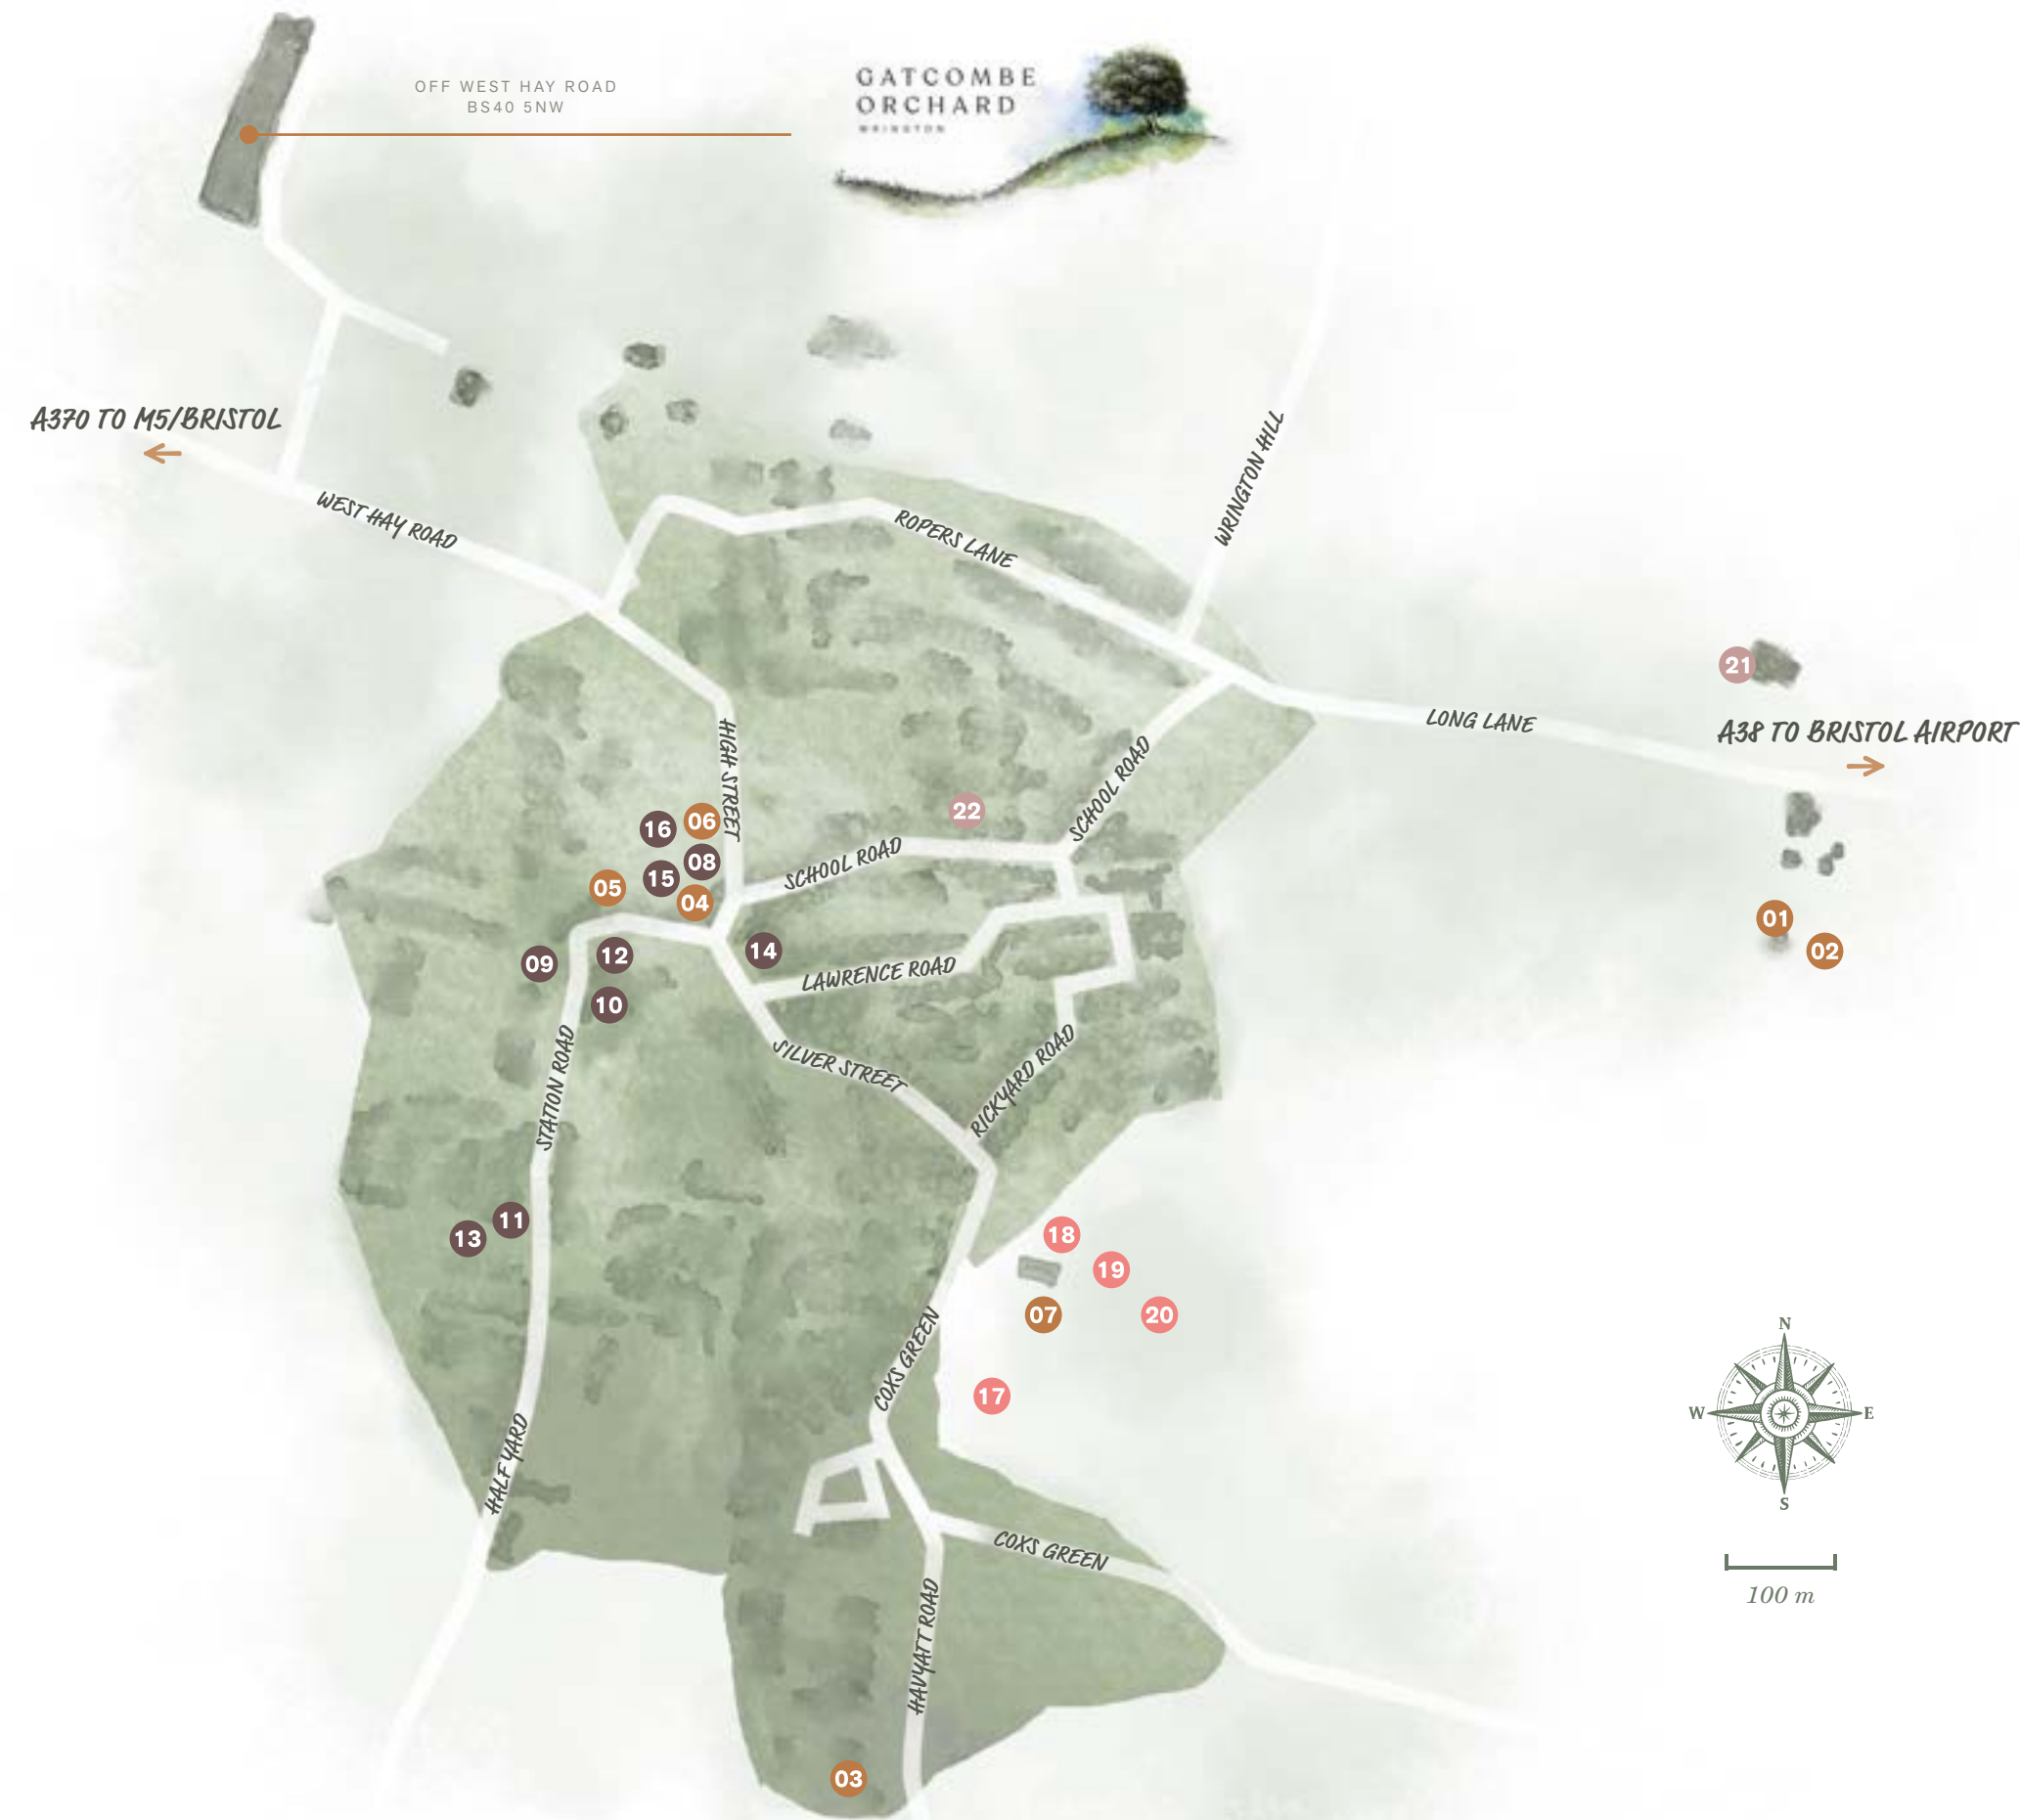 OFF WEST HAY ROAD
BS40 5NW
GATCOMBE
ORCHARD
WRINGTON
A370 TO M5/BRISTOL
WEST HAY ROAD
ROPERS LANE
WRINGTON HILL
21
LONG LANE
A38 TO BRISTOL AIRPORT
HIGH STREET
SCHOOL ROAD
22
16
06
08
15
05
04
SCHOOL ROAD
01
02
09
12
14
10
LAWRENCE ROAD
STATION ROAD
SILVER STREET
RICKYARD ROAD
11
13
18
19
07
20
17
COXS GREEN
HALF YARD
COXS GREEN
HAVYATT ROAD
03
N
W
E
S
100 m